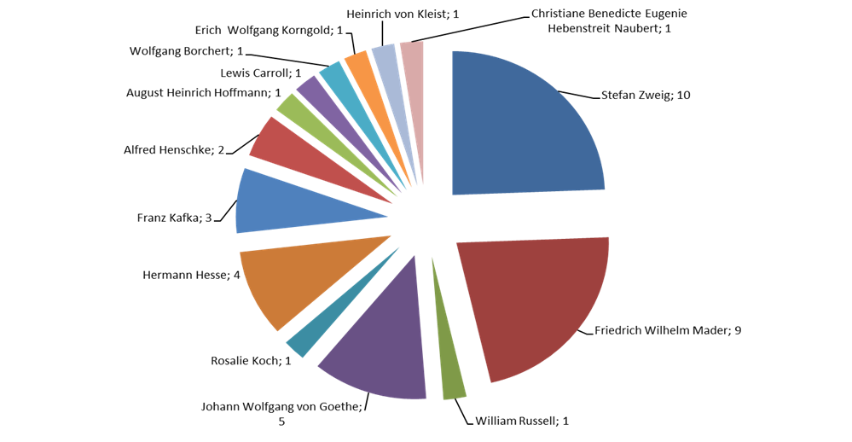 Heinrich von Kleist; 1
Christiane Benedicte Eugenie
Hebenstreit Naubert; 1
Erich Wolfgang Korngold; 1
Wolfgang Borchert; 1
Lewis Carroll; 1
August Heinrich Hoffmann; 1
Stefan Zweig; 10
Alfred Henschke; 2
Franz Kafka; 3
Hermann Hesse; 4
Friedrich Wilhelm Mader; 9
Rosalie Koch; 1
Johann Wolfgang von Goethe;
5
William Russell; 1